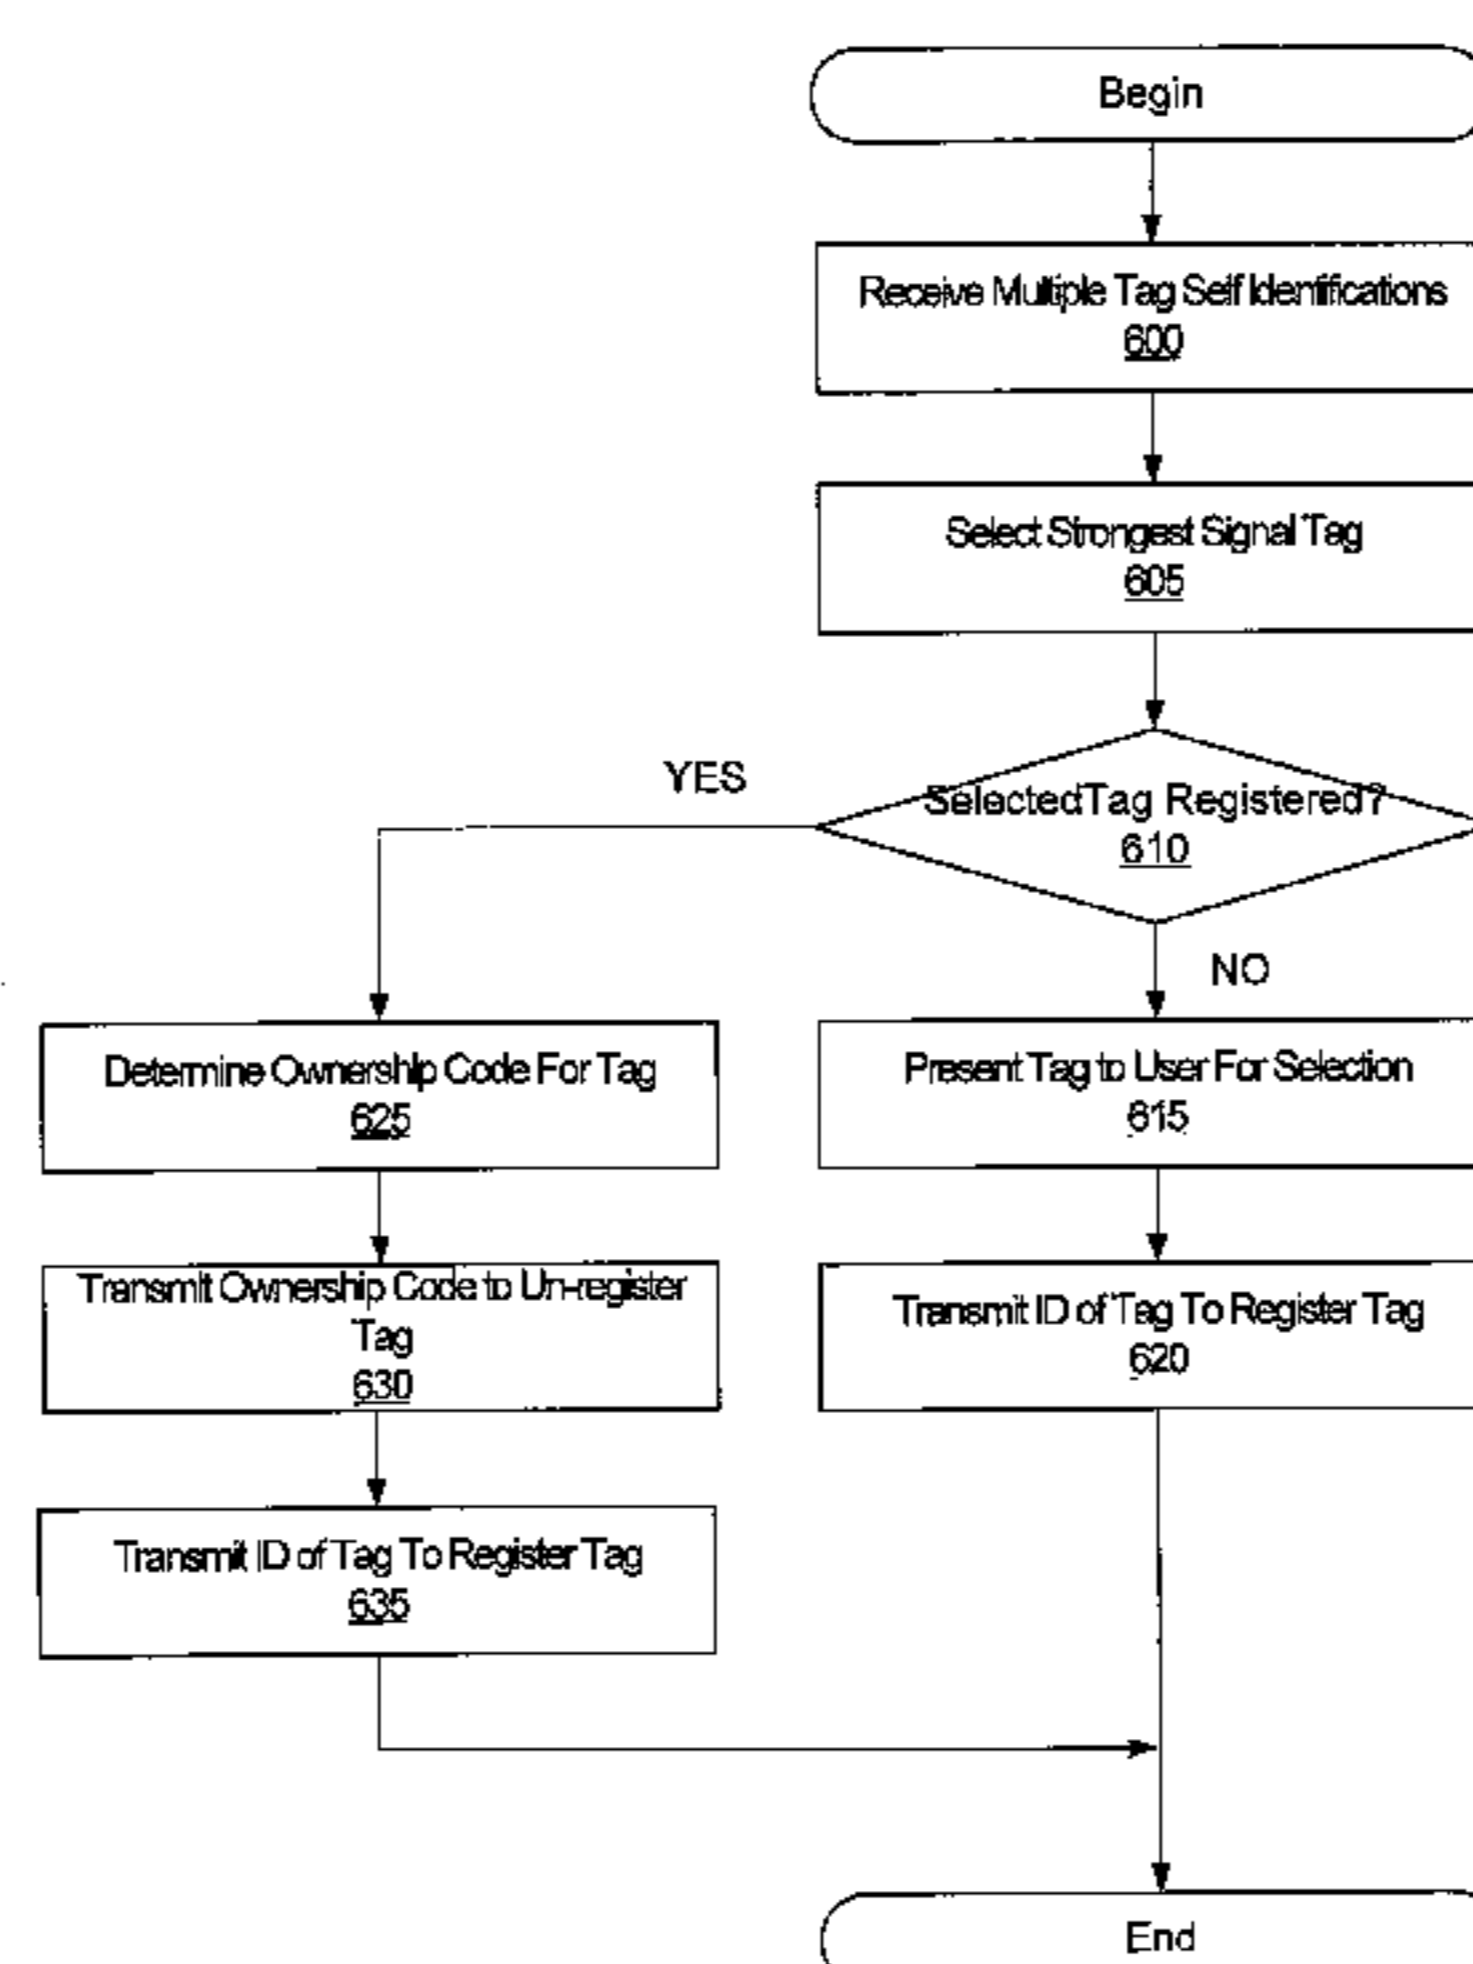 Begin
Receive Multiple Tag Self Identifications
600
Select Strongest Signal Tag
605
YES
Selected Tag Registered?
610
NO
Determine Ownership Code For Tag
625
Present Tag to User For Selection
615
Transmit Ownership Code to Un-register
Tag
630
Transmit ID of Tag To Register Tag
620
Transmit ID of Tag To Register Tag
635
End